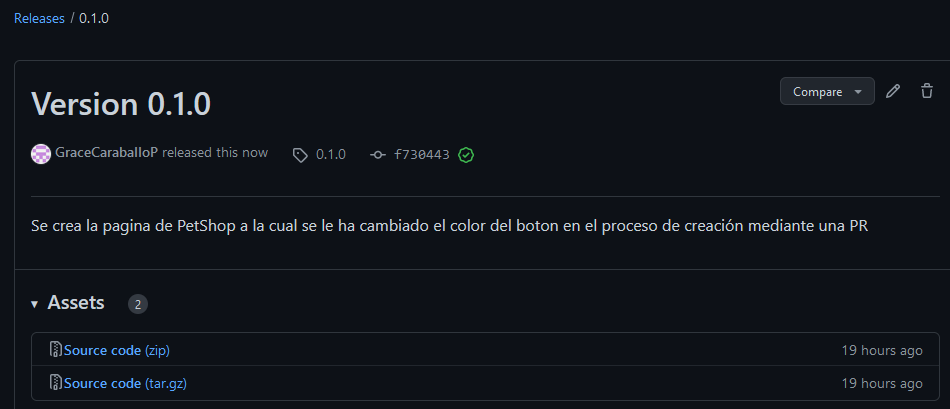 Releases / 0.1.0
Version 0.1.0
Compare
GraceCaraballoP released this now 0.1.0 f730443
Se crea la pagina de PetShop a la cual se le ha cambiado el color del boton en el proceso de creación mediante una PR
Assets 2
Source code (zip) 19 hours ago
Source code (tar.gz) 19 hours ago